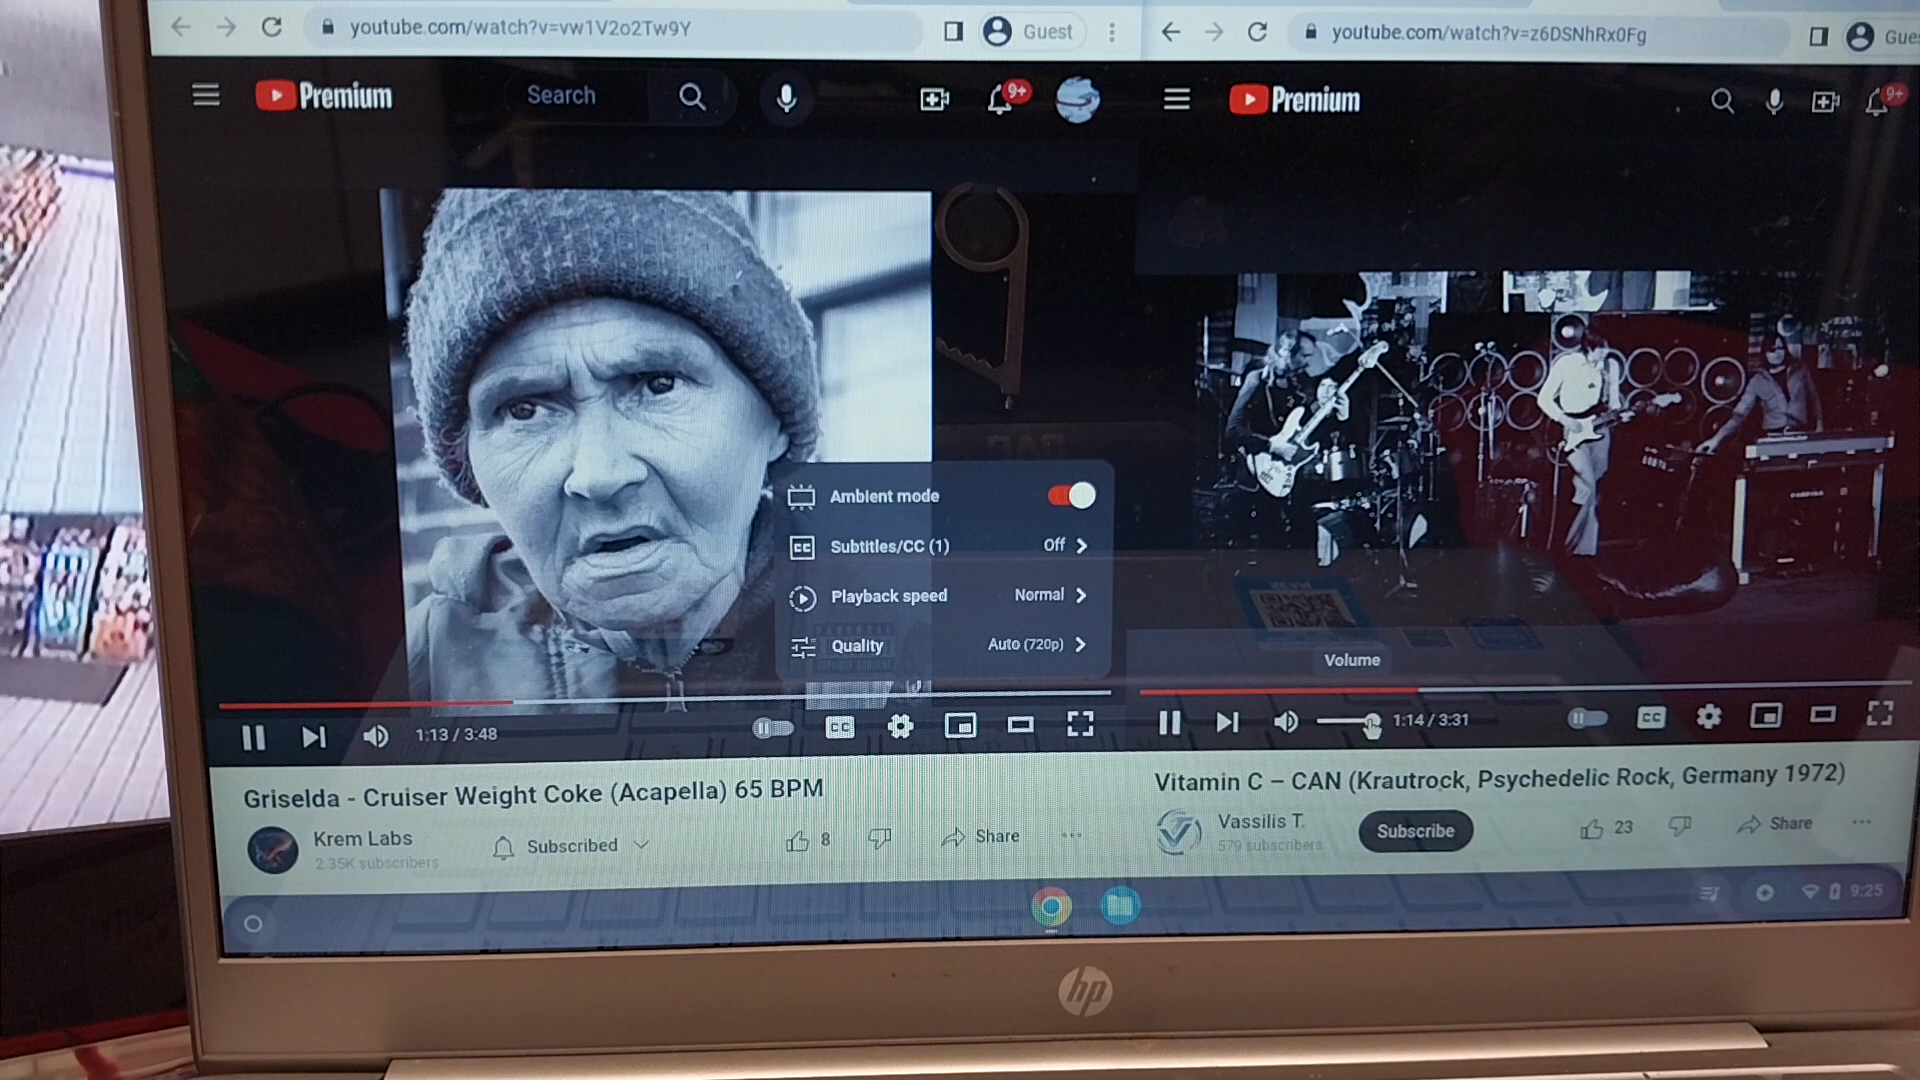 youtube.com/watch?v=vw1V2o2Tw9Y
Guest
Premium
Search
9+
Ambient mode
Subtitles/CC (1) Off
Playback speed Normal
Quality Auto (720p)
1:13 / 3:48
CC
Griselda - Cruiser Weight Coke (Acapella) 65 BPM
Krem Labs
2.35K subscribers
Subscribed
8
Share
youtube.com/watch?v=z6DSNhRx0Fg
Gues
Premium
9+
Volume
1:14 / 3:31
CC
Vitamin C – CAN (Krautrock, Psychedelic Rock, Germany 1972)
Vassilis T.
579 subscribers
Subscribe
23
Share
9:25
hp